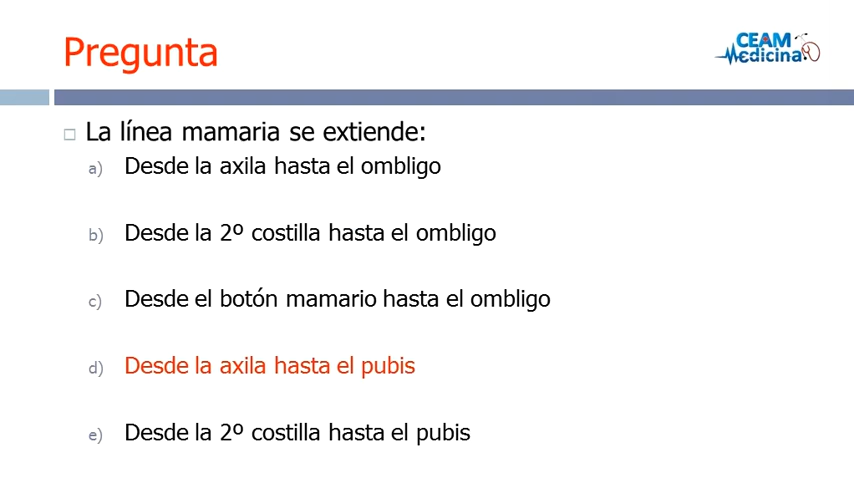 Pregunta
CEAM
Medicina
La línea mamaria se extiende:
a) Desde la axila hasta el ombligo
b) Desde la 2º costilla hasta el ombligo
c) Desde el botón mamario hasta el ombligo
d) Desde la axila hasta el pubis
e) Desde la 2º costilla hasta el pubis